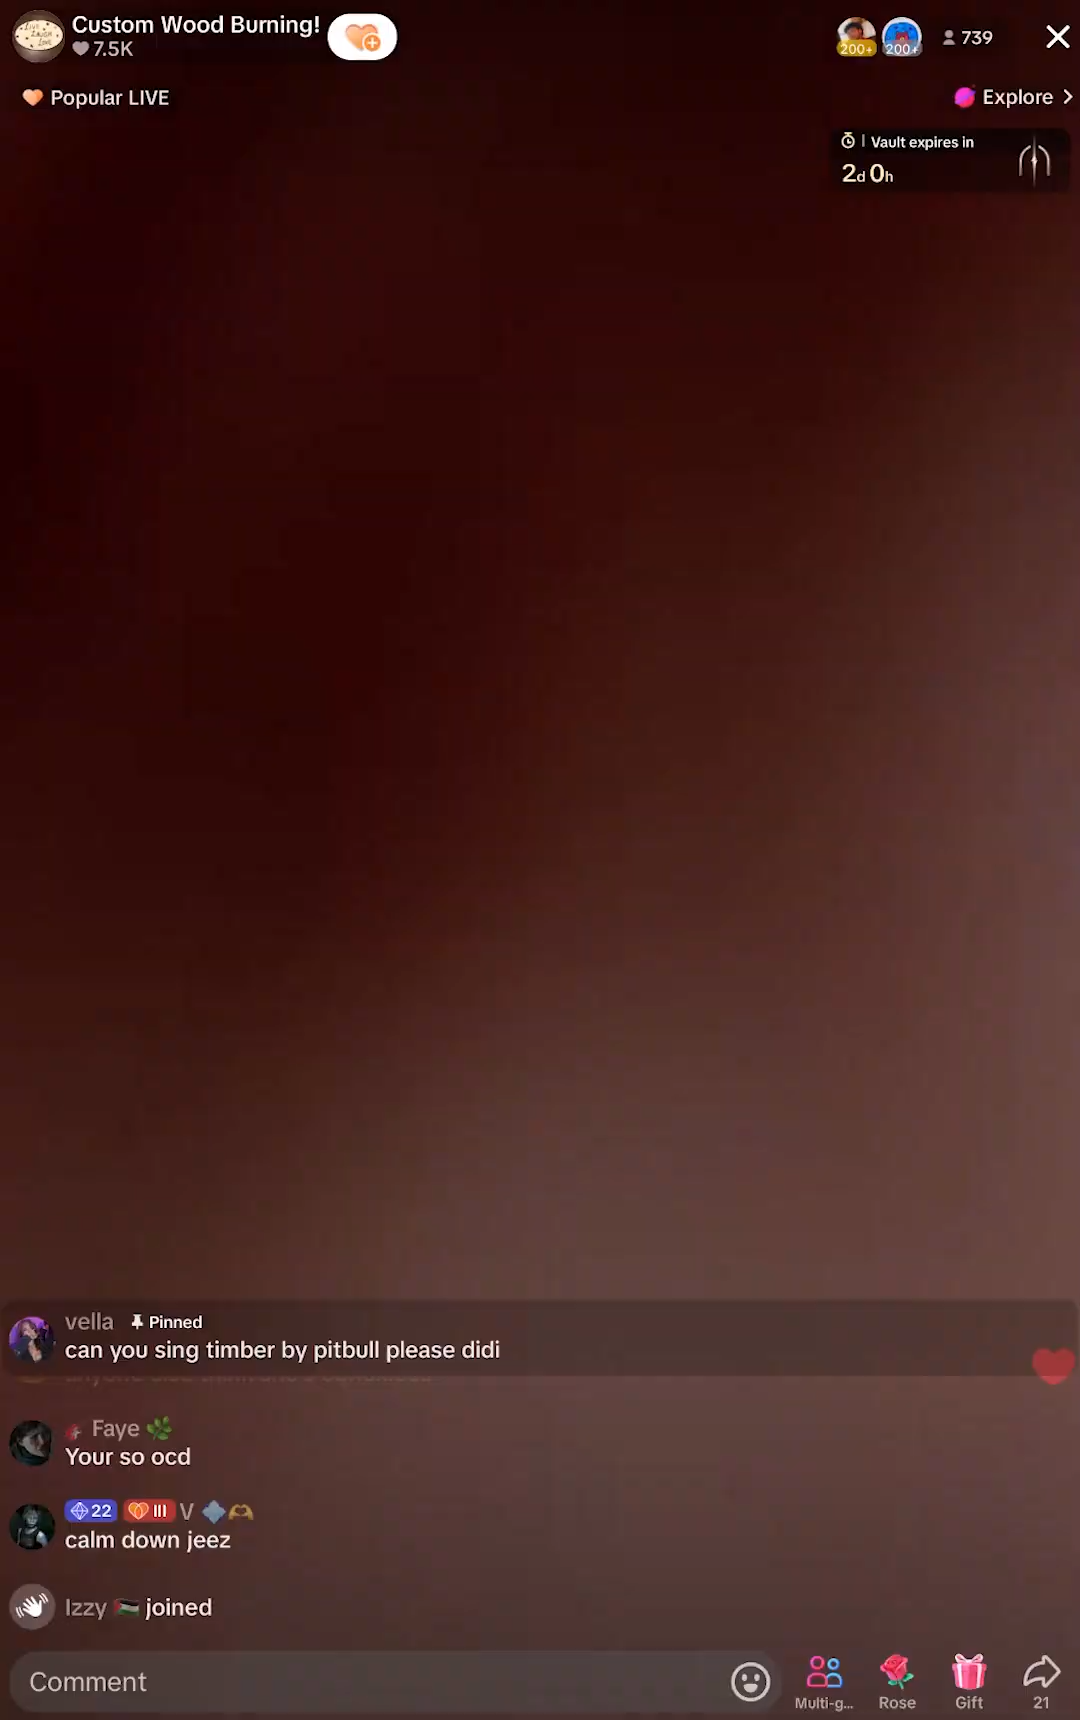 Custom Wood Burning!
7.5K
200+
200+
739
Popular LIVE
Explore >
Vault expires in
2d 0h
vella Pinned
can you sing timber by pitbull please didi
Faye
Your so ocd
22 III V
calm down jeez
Izzy joined
Comment
Multi-g...
Rose
Gift
21